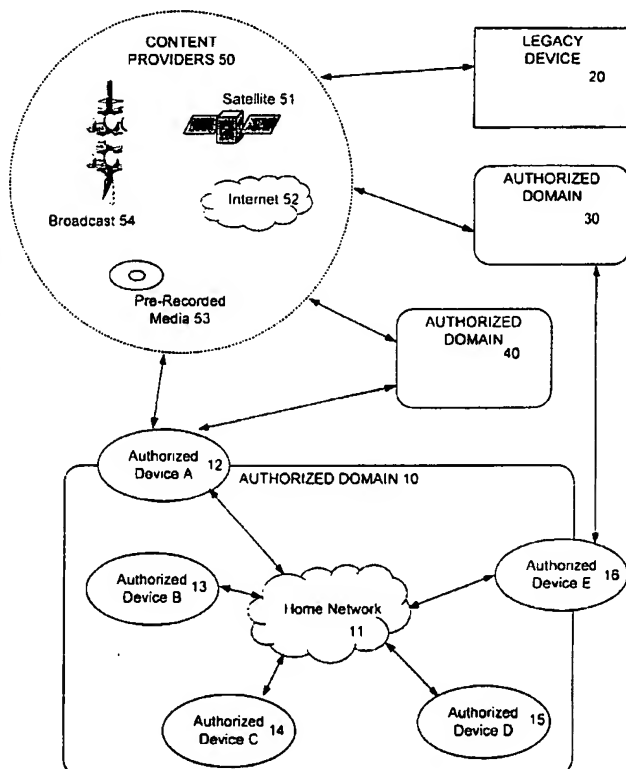 CONTENT
PROVIDERS 50
Satellite 51
Internet 52
Broadcast 54
Pre-Recorded
Media 53
LEGACY
DEVICE
20
AUTHORIZED
DOMAIN
30
AUTHORIZED
DOMAIN
40
Authorized
Device A
12
AUTHORIZED DOMAIN 10
Authorized
Device B
13
Home Network
11
Authorized
Device E
16
Authorized
Device C
14
Authorized
Device D
15